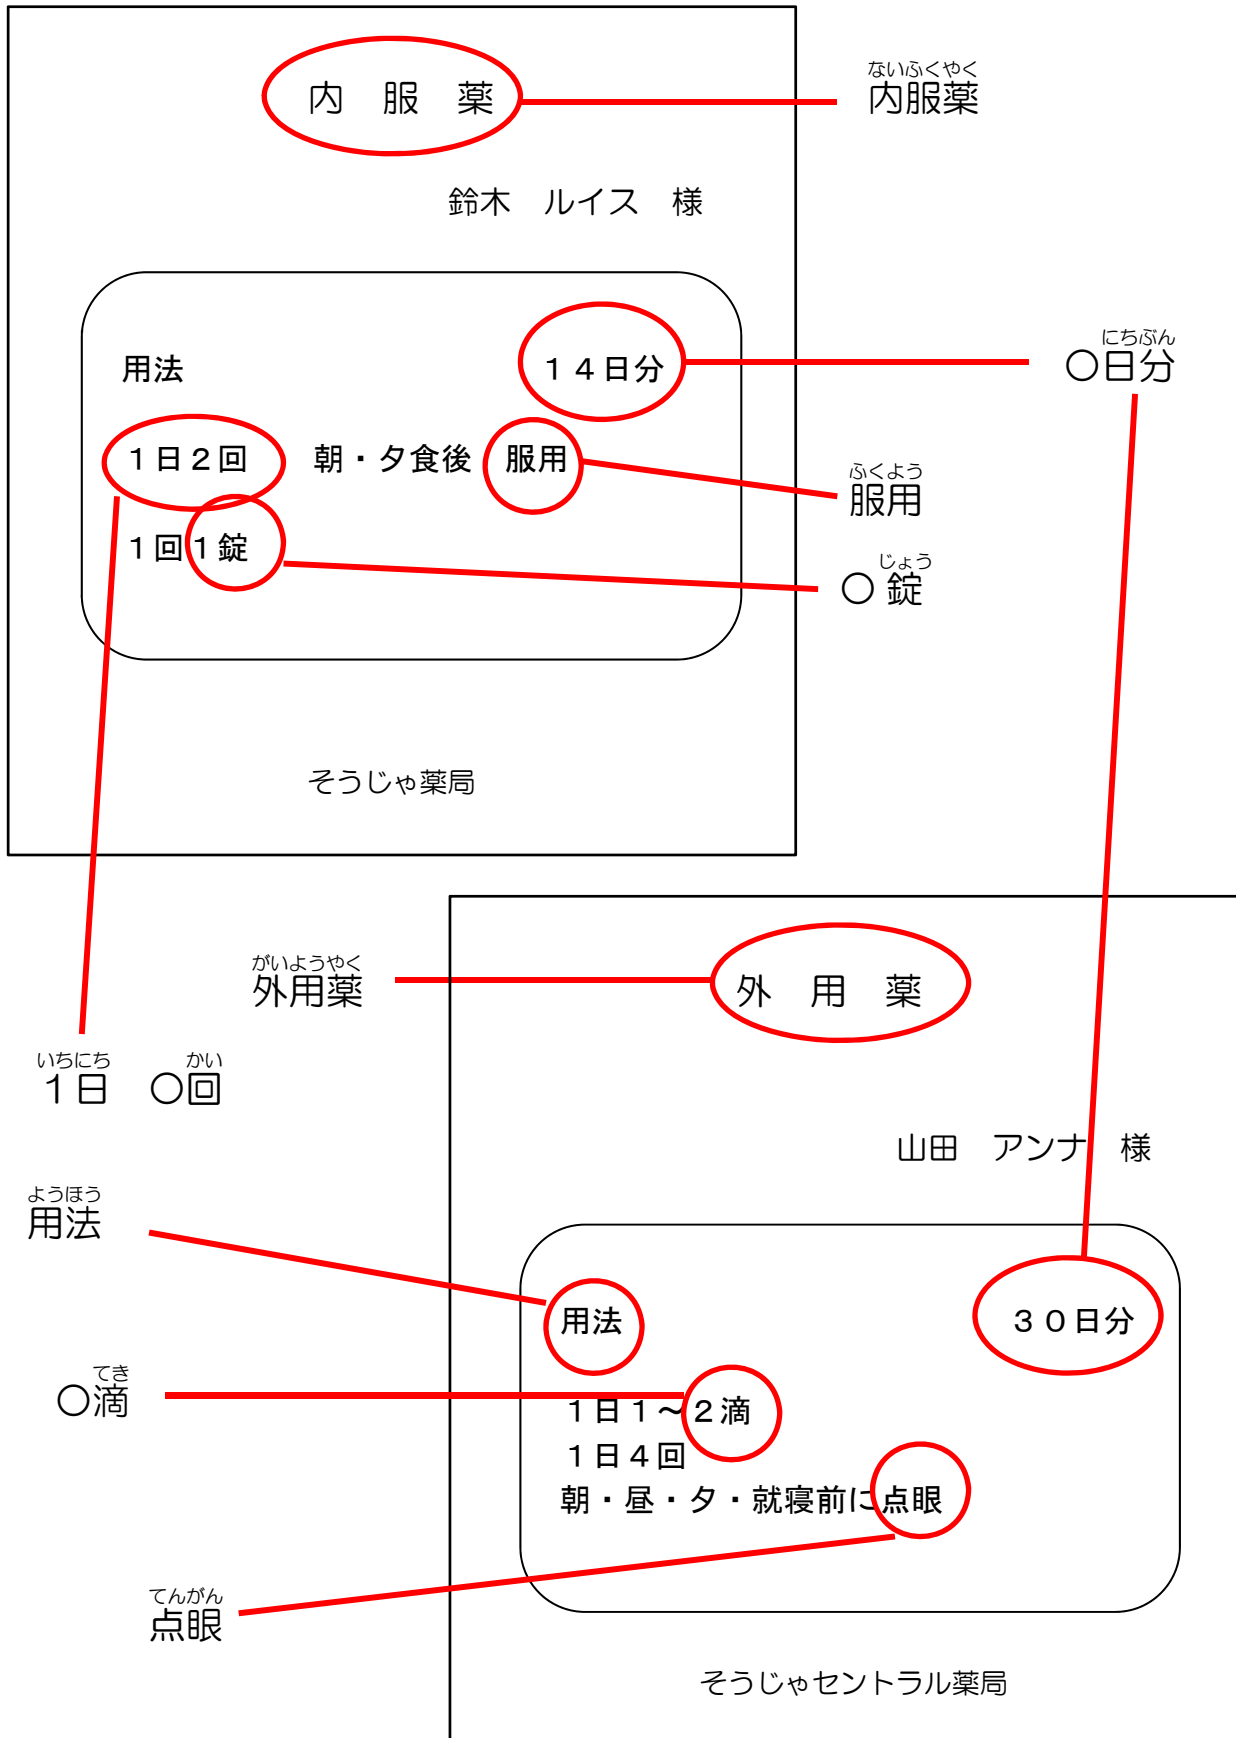 内　服　薬
ないふくやく
内服薬
鈴木　ルイス　様
用法
１４日分
にちぶん
〇日分
１日２回　朝・夕食後　服用
ふくよう
服用
１回１錠
じょう
〇錠
そうじゃ薬局
がいようやく
外用薬
外　用　薬
いちにち　かい
１日　〇回
山田　アンナ　様
ようほう
用法
用法
３０日分
てき
〇滴
１日１～２滴
１日４回
朝・昼・夕・就寝前に点眼
てんがん
点眼
そうじゃセントラル薬局